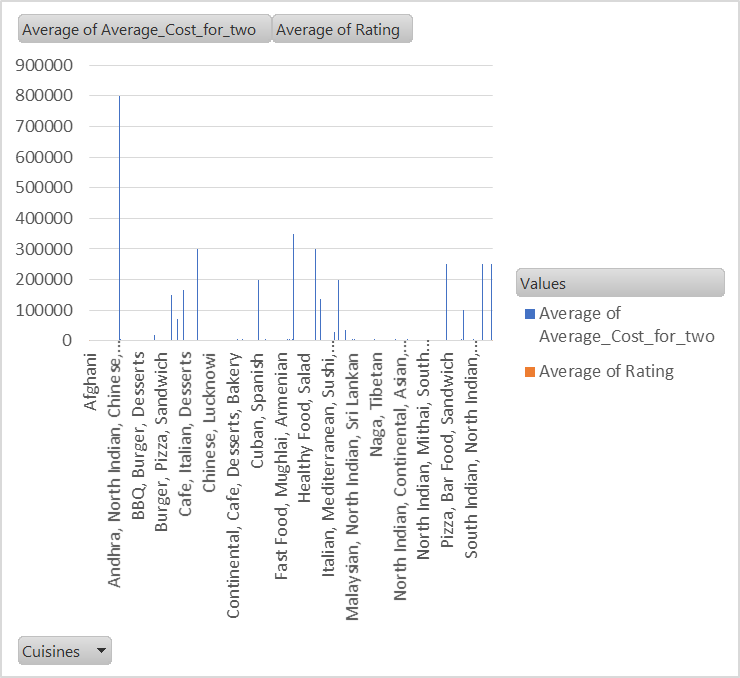 Average of Average_Cost_for_two Average of Rating
900000
800000
700000
600000
500000
400000
300000
200000
100000
0
Afghani
Andhra, North Indian, Chinese,...
BBQ, Burger, Desserts
Burger, Pizza, Sandwich
Cafe, Italian, Desserts
Chinese, Lucknowi
Continental, Cafe, Desserts, Bakery
Cuban, Spanish
Fast Food, Mughlai, Armenian
Healthy Food, Salad
Italian, Mediterranean, Sushi,...
Malaysian, North Indian, Sri Lankan
Naga, Tibetan
North Indian, Continental, Asian,...
North Indian, Mithai, South...
Pizza, Bar Food, Sandwich
South Indian, North Indian,...
Values
Average of
Average_Cost_for_two
Average of Rating
Cuisines